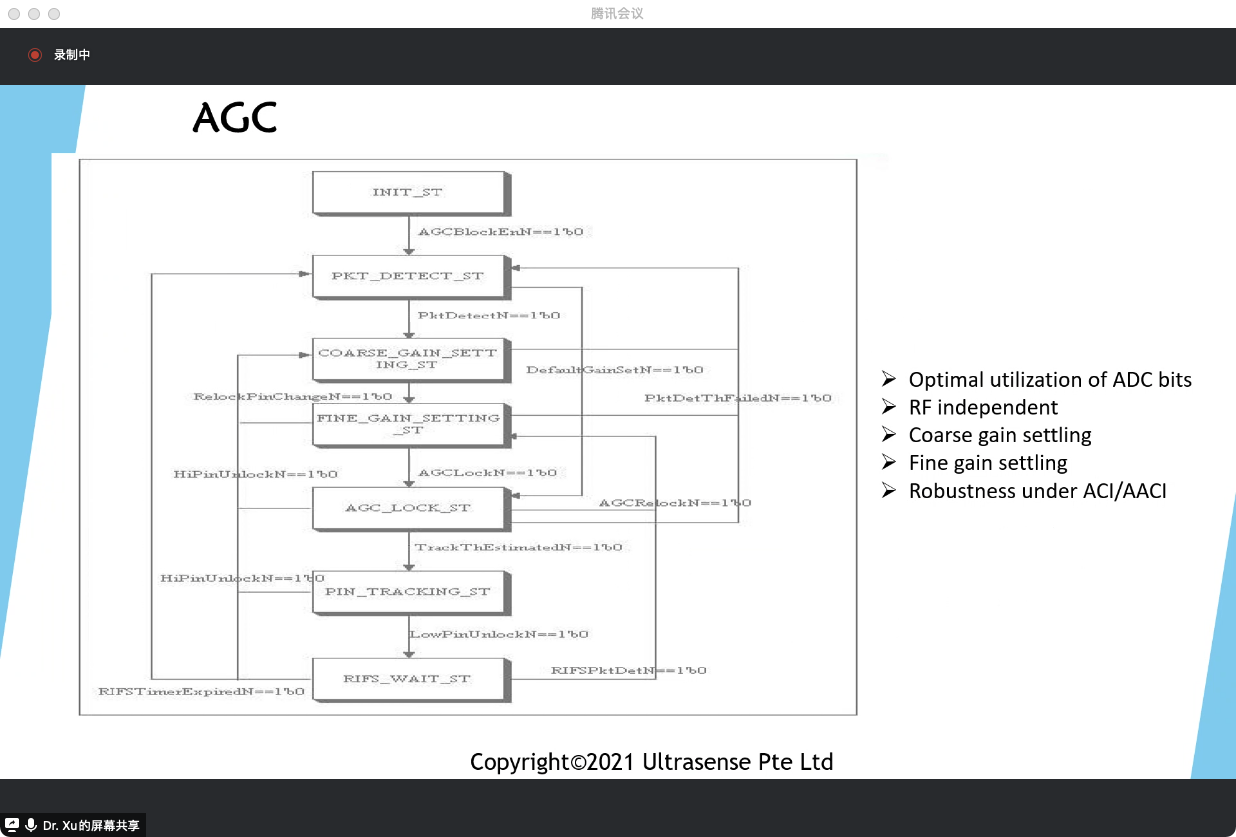 腾讯会议
录制中
AGC
INIT_ST
AGCBlockEnN==1'b0
PKT_DETECT_ST
PktDetectN==1'b0
COARSE_GAIN_SETT
ING_ST
DefaultGainSetN==1'b0
RelockPinChangeN==1'b0
PktDetThFailedN==1'b0
FINE_GAIN_SETTING
_ST
HiPinUnlockN==1'b0
AGCLockN==1'b0
AGC_LOCK_ST
AGCRelockN==1'b0
TrackThEstimatedN==1'b0
HiPinUnlockN==1'b0
PIN_TRACKING_ST
LowPinUnlockN==1'b0
RIFS_WAIT_ST
RIFSPktDetN==1'b0
RIFSTimerExpiredN==1'b0
➢ Optimal utilization of ADC bits
➢ RF independent
➢ Coarse gain settling
➢ Fine gain settling
➢ Robustness under ACI/AACI
Copyright©2021 Ultrasense Pte Ltd
Dr. Xu的屏幕共享